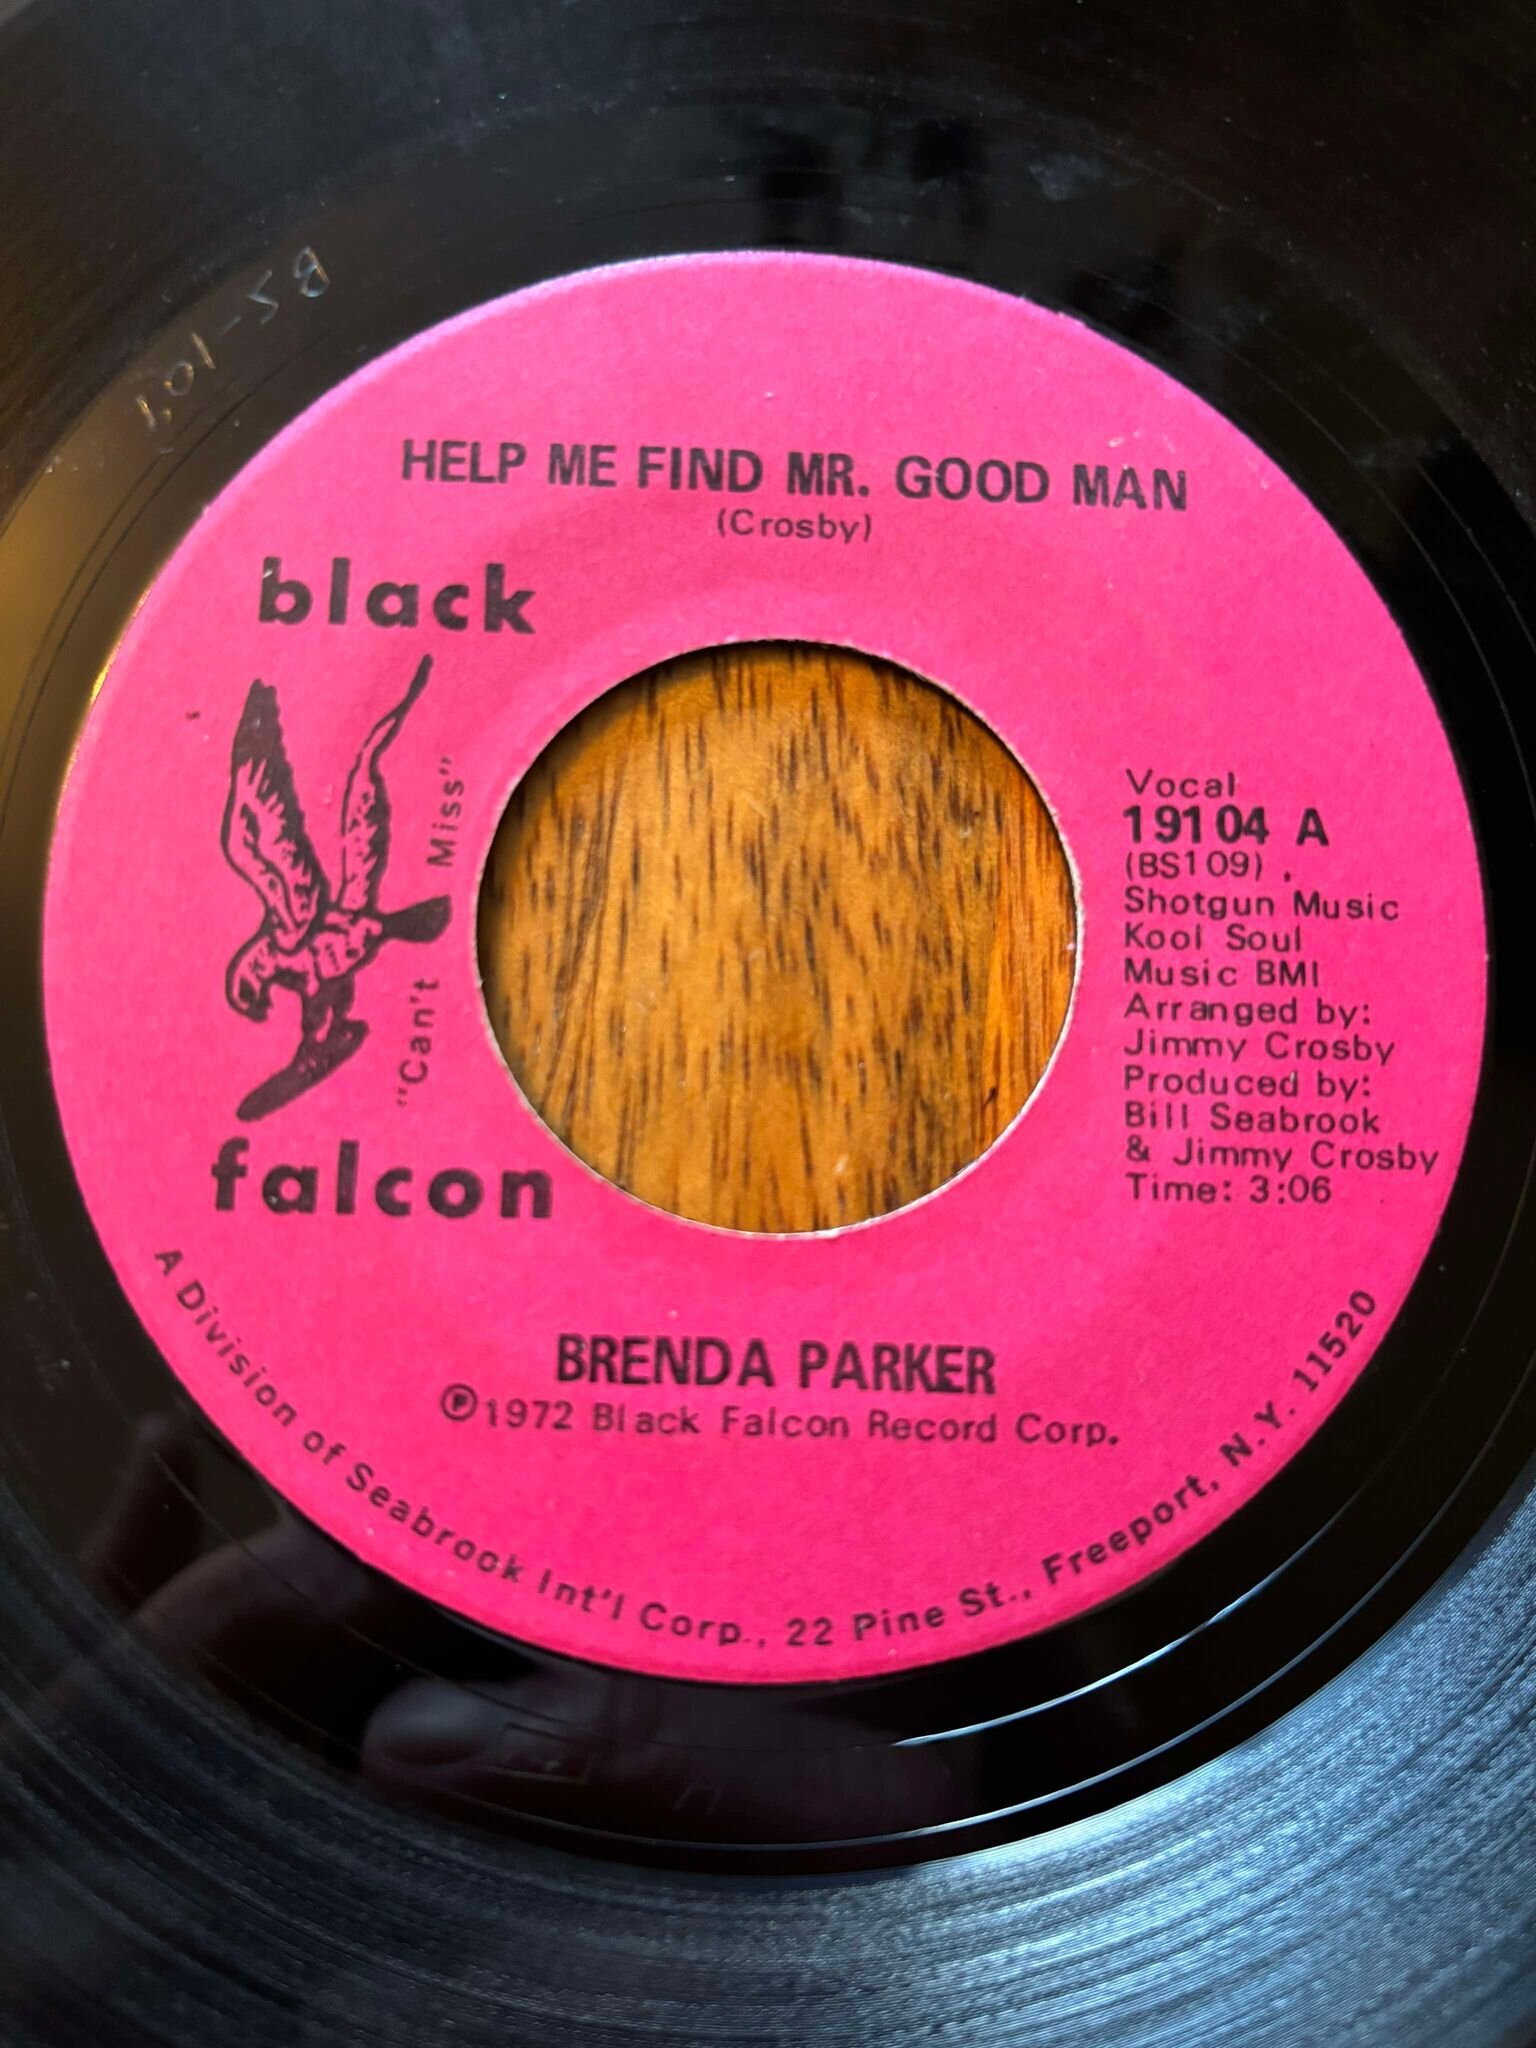 HELP ME FIND MR. GOOD MAN
(Crosby)
black
"Can't Miss"
falcon
Vocal
19104 A
(BS109)
Shotgun Music
Kool Soul
Music BMI
Arranged by:
Jimmy Crosby
Produced by:
Bill Seabrook
& Jimmy Crosby
Time: 3:06
BRENDA PARKER
℗1972 Black Falcon Record Corp.
A Division of Seabrook Int'l Corp., 22 Pine St., Freeport, N.Y. 11520